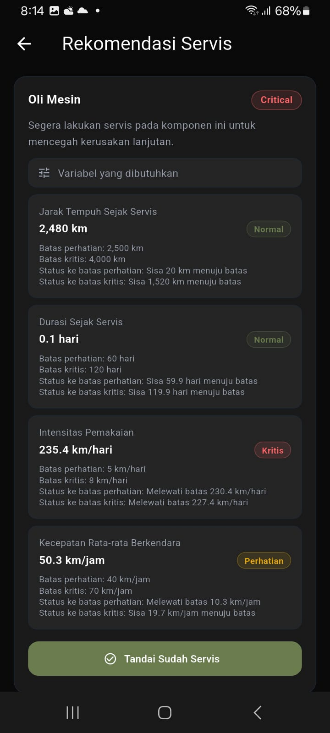 8:14
68%
Rekomendasi Servis
Oli Mesin
Critical
Segera lakukan servis pada komponen ini untuk
mencegah kerusakan lanjutan.
Variabel yang dibutuhkan
Jarak Tempuh Sejak Servis
2,480 km
Normal
Batas perhatian: 2,500 km
Batas kritis: 4,000 km
Status ke batas perhatian: Sisa 20 km menuju batas
Status ke batas kritis: Sisa 1,520 km menuju batas
Durasi Sejak Servis
0.1 hari
Normal
Batas perhatian: 60 hari
Batas kritis: 120 hari
Status ke batas perhatian: Sisa 59.9 hari menuju batas
Status ke batas kritis: Sisa 119.9 hari menuju batas
Intensitas Pemakaian
235.4 km/hari
Kritis
Batas perhatian: 5 km/hari
Batas kritis: 8 km/hari
Status ke batas perhatian: Melewati batas 230.4 km/hari
Status ke batas kritis: Melewati batas 227.4 km/hari
Kecepatan Rata-rata Berkendara
50.3 km/jam
Perhatian
Batas perhatian: 40 km/jam
Batas kritis: 70 km/jam
Status ke batas perhatian: Melewati batas 10.3 km/jam
Status ke batas kritis: Sisa 19.7 km/jam menuju batas
Tandai Sudah Servis